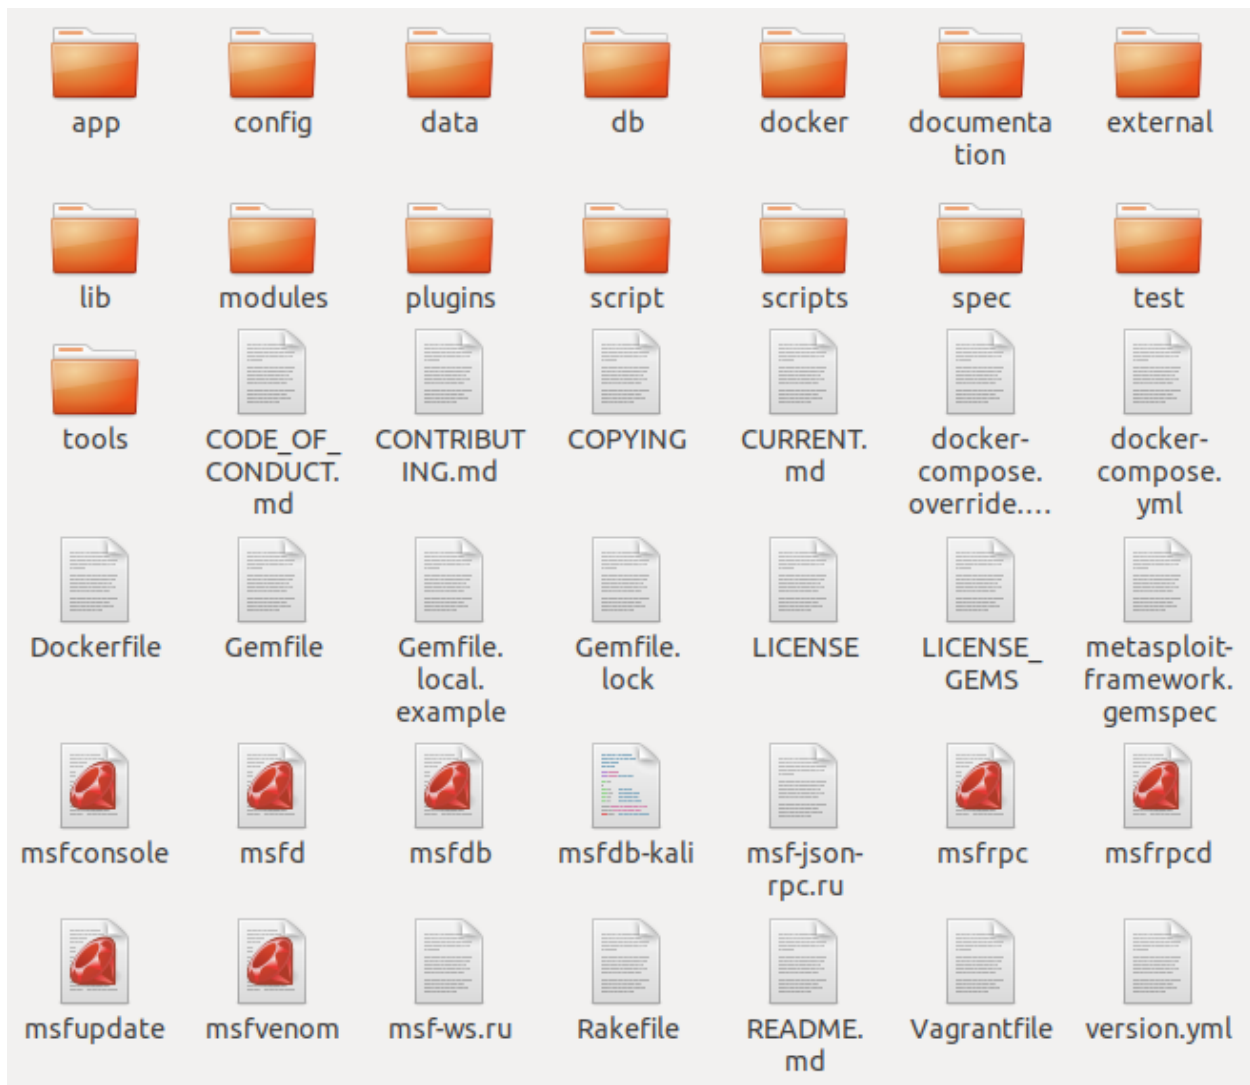 app
config
data
db
docker
documenta
tion
external
lib
modules
plugins
script
scripts
spec
test
tools
CODE_OF_
CONDUCT.
md
CONTRIBUT
ING.md
COPYING
CURRENT.
md
docker-
compose.
override....
docker-
compose.
yml
Dockerfile
Gemfile
Gemfile.
local.
example
Gemfile.
lock
LICENSE
LICENSE_
GEMS
metasploit-
framework.
gemspec
msfconsole
msfd
msfdb
msfdb-kali
msf-json-
rpc.ru
msfrpc
msfrpcd
msfupdate
msfvenom
msf-ws.ru
Rakefile
README.
md
Vagrantfile
version.yml